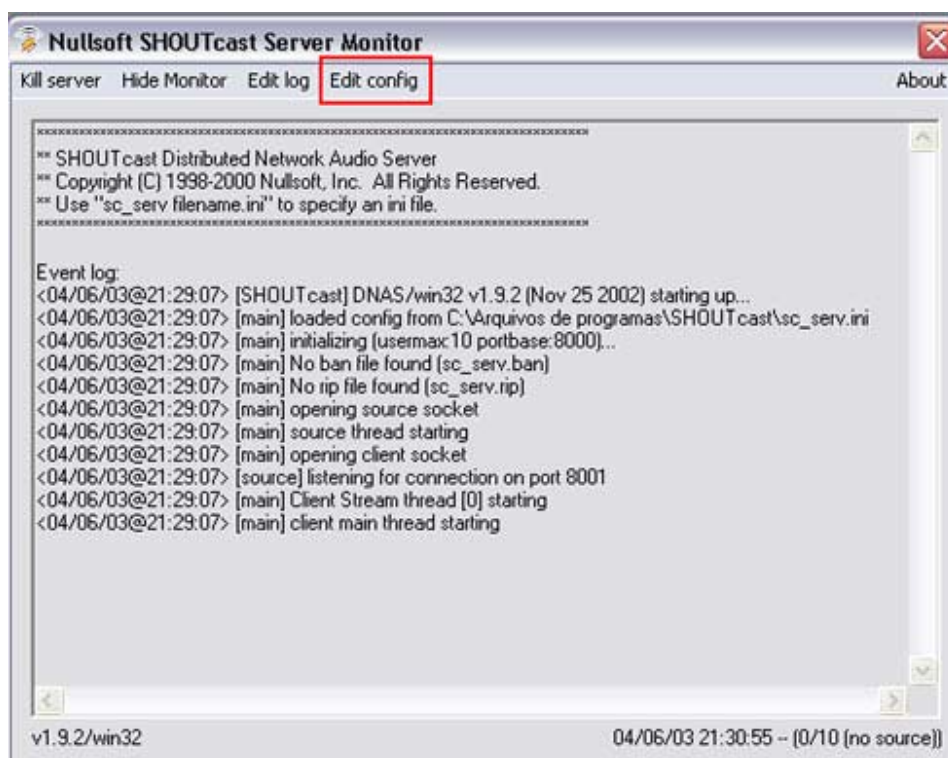 Nullsoft SHOUTcast Server Monitor
Kill server Hide Monitor Edit log Edit config About
** SHOUTcast Distributed Network Audio Server
** Copyright (C) 1998-2000 Nullsoft, Inc. All Rights Reserved.
** Use "sc_serv filename.ini" to specify an ini file.
Event log:
<04/06/03@21:29:07> [SHOUTcast] DNAS/win32 v1.9.2 (Nov 25 2002) starting up...
<04/06/03@21:29:07> [main] loaded config from C:\Arquivos de programas\SHOUTcast\sc_serv.ini
<04/06/03@21:29:07> [main] initializing (usermax:10 portbase:8000)...
<04/06/03@21:29:07> [main] No ban file found (sc_serv.ban)
<04/06/03@21:29:07> [main] No rip file found (sc_serv.rip)
<04/06/03@21:29:07> [main] opening source socket
<04/06/03@21:29:07> [main] source thread starting
<04/06/03@21:29:07> [main] opening client socket
<04/06/03@21:29:07> [source] listening for connection on port 8001
<04/06/03@21:29:07> [main] Client Stream thread [0] starting
<04/06/03@21:29:07> [main] client main thread starting
v1.9.2/win32 04/06/03 21:30:55 -- (0/10 (no source))